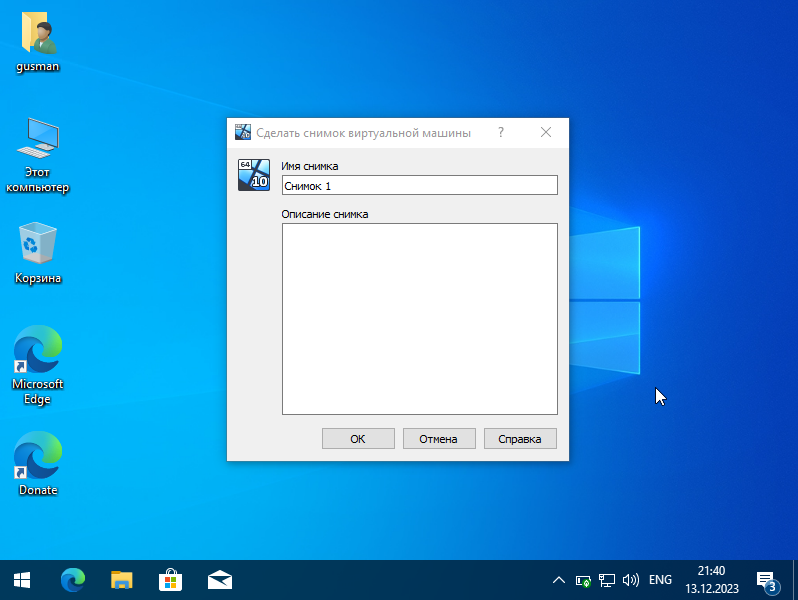 gusman
Этот
компьютер
Корзина
Microsoft
Edge
Donate
Сделать снимок виртуальной машины
?
64
10
Имя снимка
Снимок 1
Описание снимка
OK
Отмена
Справка
ENG
21:40
13.12.2023
3